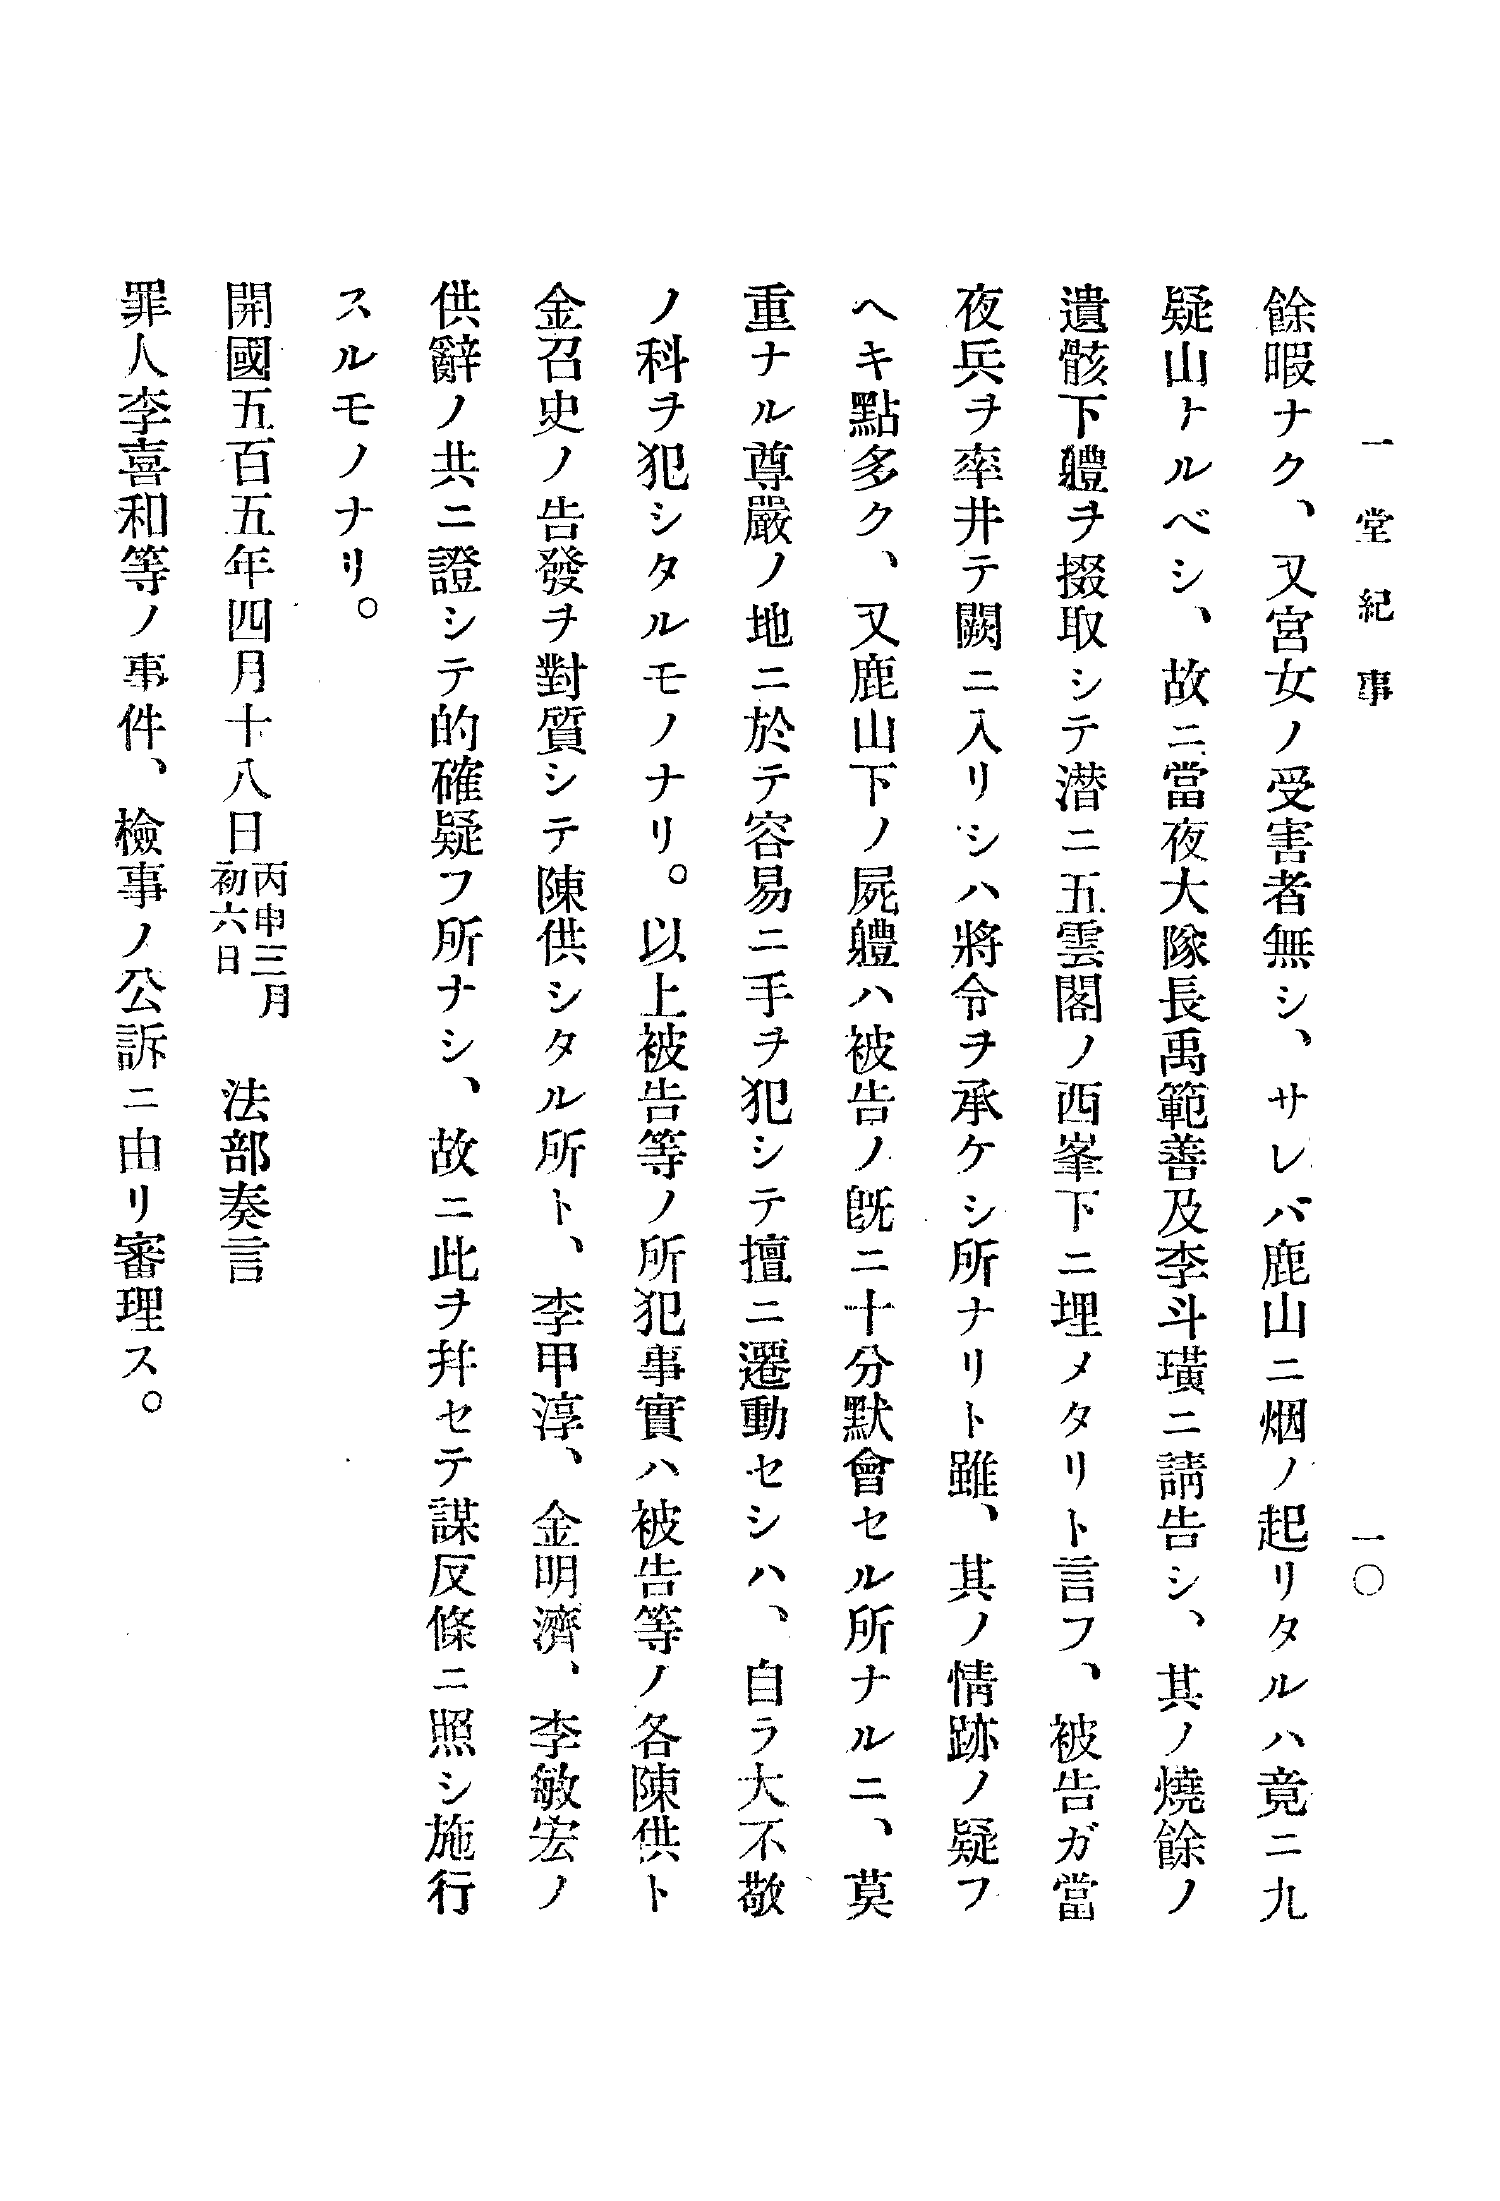 一堂紀事
一〇
餘暇ナク、又宮女ノ受害者無シ、サレバ鹿山ニ烟ノ起リタルハ竟ニ九
疑山トルベシ、故ニ當夜大隊長禹範善及李斗璜ニ請告シ、其ノ燒餘ノ
遺骸下軆ヲ掇取シテ潜ニ五雲閣ノ西峯下ニ埋メタリト言フ、被告ガ當
夜兵ヲ率井テ闕ニ入リシハ將令ヲ承ケシ所ナリト雖、其ノ情跡ノ疑フ
ヘキ點多ク、又鹿山下ノ屍軆ハ被告ノ旣ニ十分默會セル所ナルニ、莫
重ナル尊嚴ノ地ニ於テ容易ニ手ヲ犯シテ擅ニ遷動セシハ、自ラ大不敬
ノ科ヲ犯シタルモノナリ。以上被告等ノ所犯事實ハ被告等ノ各陳供ト
金召史ノ告發ヲ對質シテ陳供シタル所ト、李甲淳、金明濟、李敏宏ノ
供辭ノ共ニ證シテ的確疑フ所ナシ、故ニ此ヲ幷セテ謀反條ニ照シ施行
スルモノナリ。
開國五百五年四月十八日丙申三月初六日　法部奏言
罪人李喜和等ノ事件、檢事ノ公訴ニ由リ審理ス。